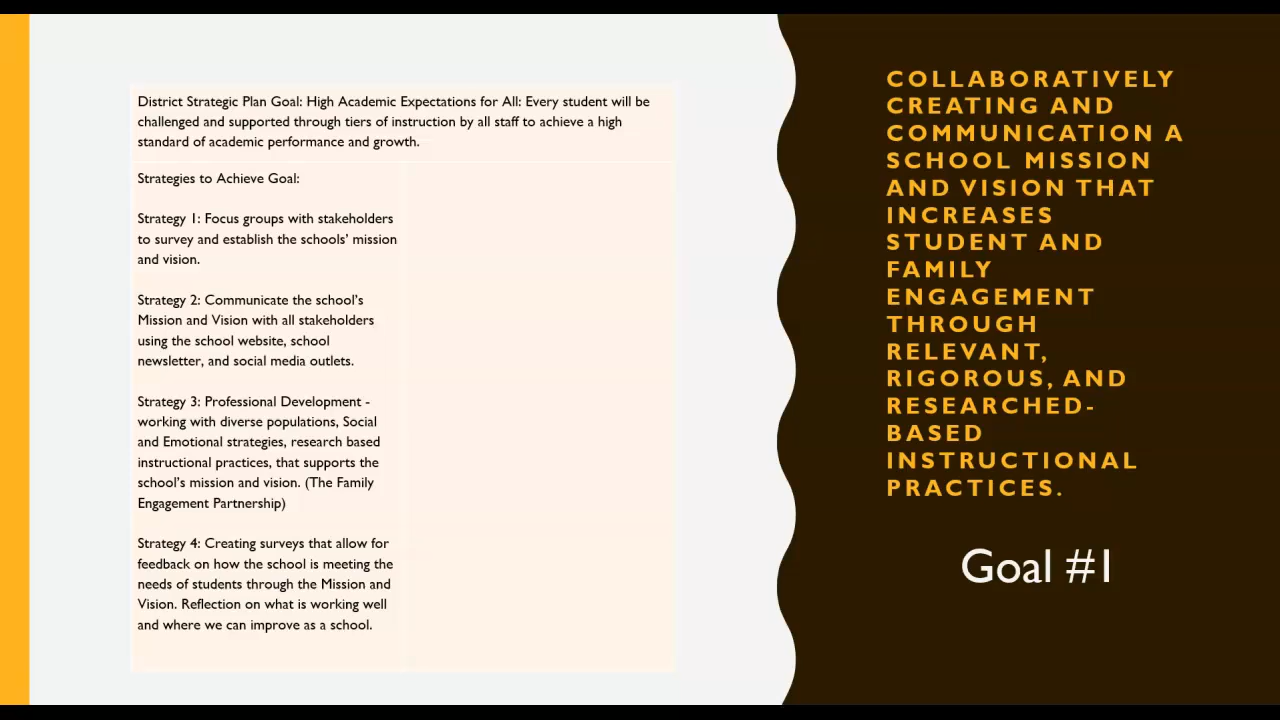 District Strategic Plan Goal: High Academic Expectations for All: Every student will be
challenged and supported through tiers of instruction by all staff to achieve a high
standard of academic performance and growth.
Strategies to Achieve Goal:
Strategy 1: Focus groups with stakeholders
to survey and establish the schools’ mission
and vision.
Strategy 2: Communicate the school’s
Mission and Vision with all stakeholders
using the school website, school
newsletter, and social media outlets.
Strategy 3: Professional Development -
working with diverse populations, Social
and Emotional strategies, research based
instructional practices, that supports the
school’s mission and vision. (The Family
Engagement Partnership)
Strategy 4: Creating surveys that allow for
feedback on how the school is meeting the
needs of students through the Mission and
Vision. Reflection on what is working well
and where we can improve as a school.
COLLABORATIVELY
CREATING AND
COMMUNICATION A
SCHOOL MISSION
AND VISION THAT
INCREASES
STUDENT AND
FAMILY
ENGAGEMENT
THROUGH
RELEVANT,
RIGOROUS, AND
RESEARCHED-
BASED
INSTRUCTIONAL
PRACTICES.
Goal #1